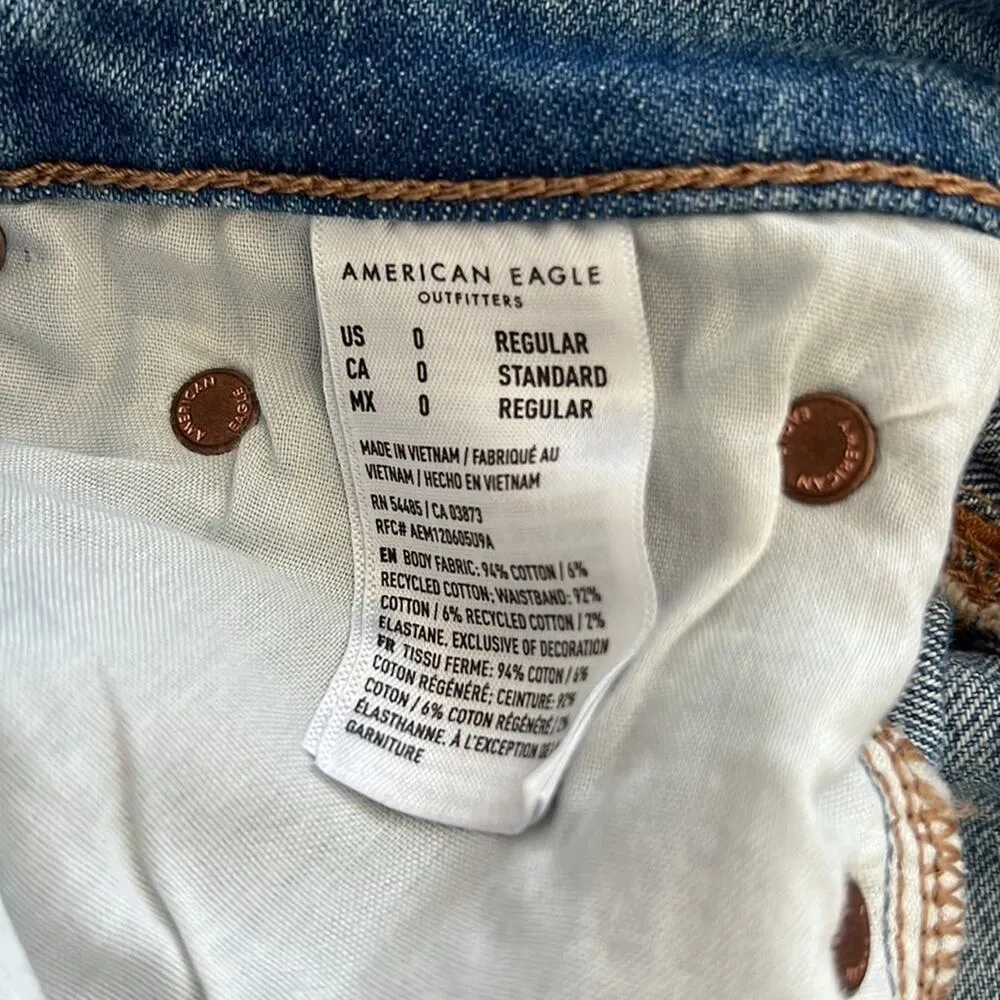 AMERICAN EAGLE
OUTFITTERS
US 0 REGULAR
CA 0 STANDARD
MX 0 REGULAR
MADE IN VIETNAM / FABRIQUÉ AU
VIETNAM / HECHO EN VIETNAM
RN 54485 / CA 03873
RFC# AEM120605U9A
EN BODY FABRIC: 94% COTTON / 6%
RECYCLED COTTON; WAISTBAND: 92%
COTTON / 6% RECYCLED COTTON / 2%
ELASTANE. EXCLUSIVE OF DECORATION
FR TISSU FERME: 94% COTON / 6%
COTON RÉGÉNÉRÉ; CEINTURE: 92%
COTON / 6% COTON RÉGÉNÉRÉ / 2%
ÉLASTHANNE. À L'EXCEPTION DE
GARNITURE
AMERICAN
EAGLE
AMERICAN
EAGLE